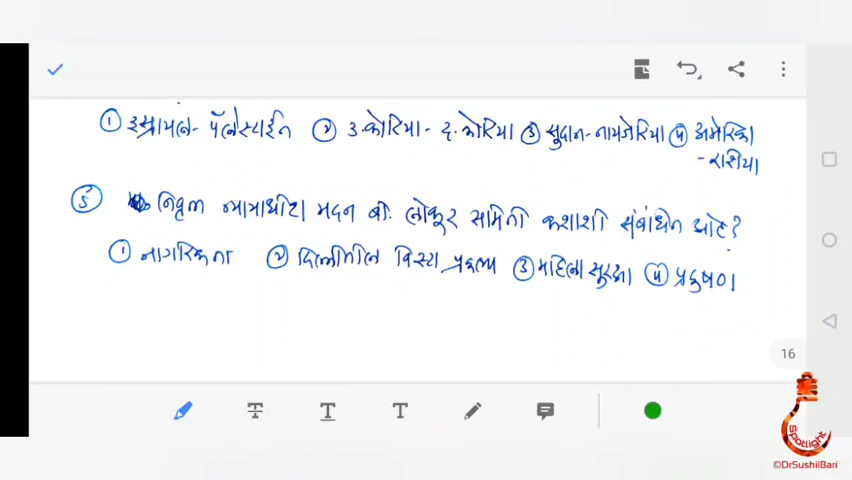 ① इस्रायल - पॅलेस्टाईन ② उ.कोरिया - द.कोरिया ③ सुदान - नायजेरिया ④ अमेरिका
- राशिया
⑤ निवृत्त न्यायाधीश मदन बी. लोकूर समिती कशाशी संबंधित आहे?
① नागरिकता ② दिल्लीतील विस्टा प्रकल्प ③ महिला सुरक्षा ④ प्रदूषण
16
Spotlight
©DrSushilBari